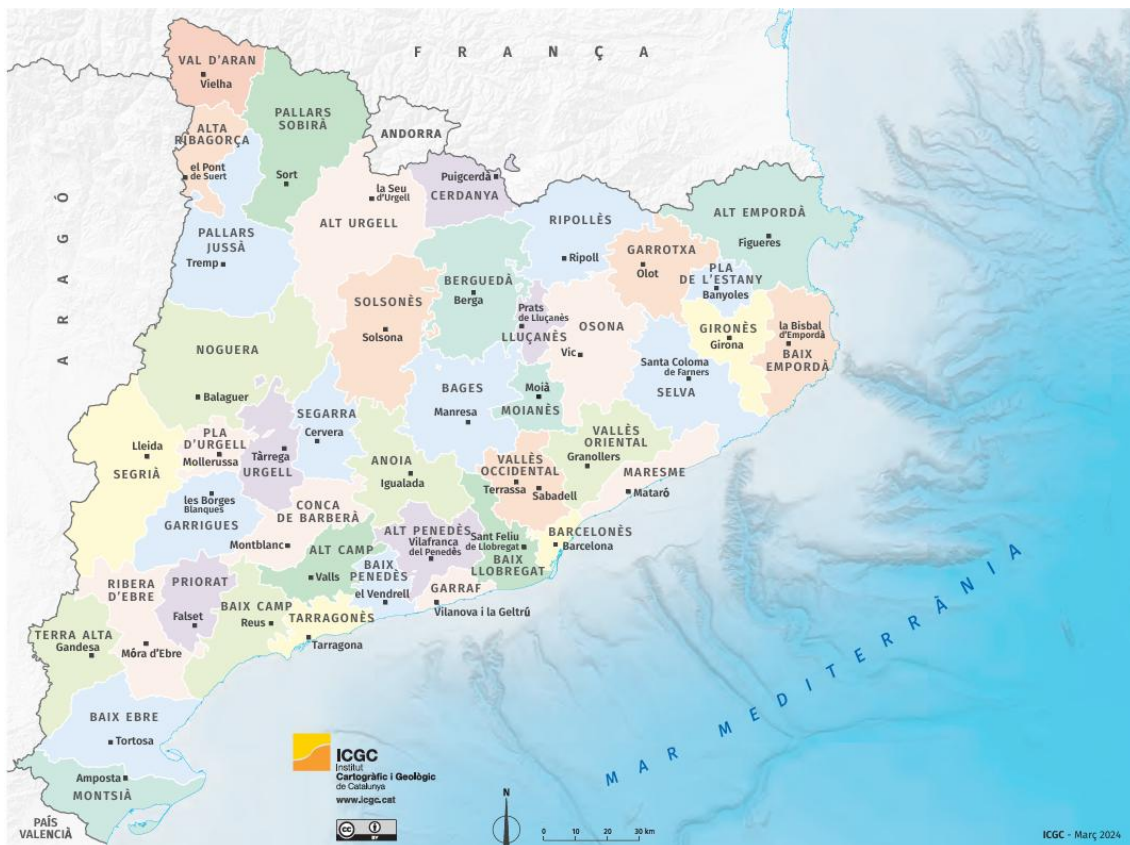 FRANÇA
VAL D'ARAN
Vielha
PALLARS
SOBIRÀ
Sort
ALTA
RIBAGORÇA
el Pont
de Suert
ANDORRA
Puigcerdà
CERDANYA
la Seu
d'Urgell
ALT URGELL
ARAGÓ
PALLARS
JUSSÀ
Tremp
RIPOLLÈS
Ripoll
ALT EMPORDÀ
Figueres
GARROTXA
Olot
PLA
DE L'ESTANY
Banyoles
BERGUEDÀ
Berga
SOLSONÈS
Solsona
Prats
de Lluçanès
LLUÇANÈS
OSONA
Vic
GIRONÈS
Girona
la Bisbal
d'Empordà
BAIX
EMPORDÀ
Santa Coloma
de Farners
SELVA
NOGUERA
Balaguer
BAGES
Manresa
Moià
MOIANÈS
SEGARRA
Cervera
PLA
D'URGELL
Mollerussa
Tàrrega
URGELL
Lleida
SEGRIÀ
ANOIA
Igualada
VALLÈS
ORIENTAL
Granollers
VALLÈS
OCCIDENTAL
Terrassa
Sabadell
MARESME
Mataró
les Borges
Blanques
GARRIGUES
CONCA
DE BARBERÀ
Montblanc
ALT PENEDÈS
Vilafranca
del Penedès
Sant Feliu
de Llobregat
BAIX
LLOBREGAT
BARCELONÈS
Barcelona
ALT CAMP
Valls
BAIX
PENEDÈS
el Vendrell
GARRAF
Vilanova i la Geltrú
RIBERA
D'EBRE
Móra d'Ebre
PRIORAT
Falset
BAIX CAMP
Reus
TARRAGONÈS
Tarragona
TERRA ALTA
Gandesa
BAIX EBRE
Tortosa
Amposta
MONTSIÀ
PAÍS
VALENCIÀ
MAR MEDITERRÀNIA
ICGC
Institut
Cartogràfic i Geològic
de Catalunya
www.icgc.cat
cc
BY
N
0 10 20 30 km
ICGC - Març 2024